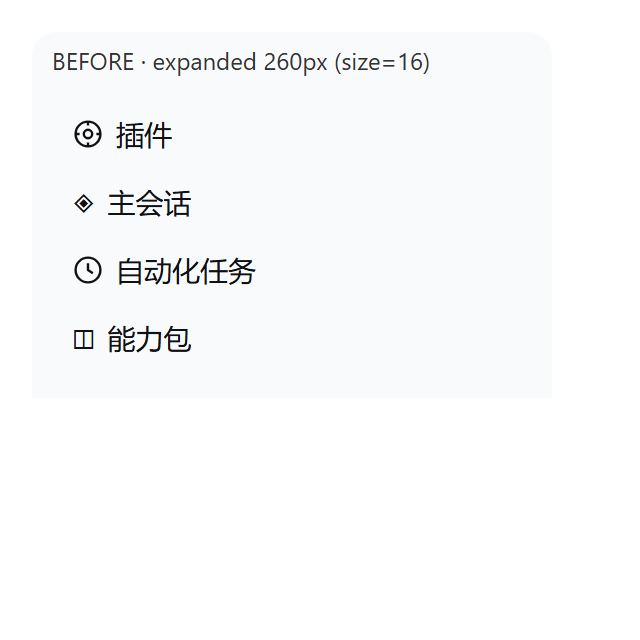 BEFORE · expanded 260px (size=16)
插件
◈ 主会话
自动化任务
◫ 能力包